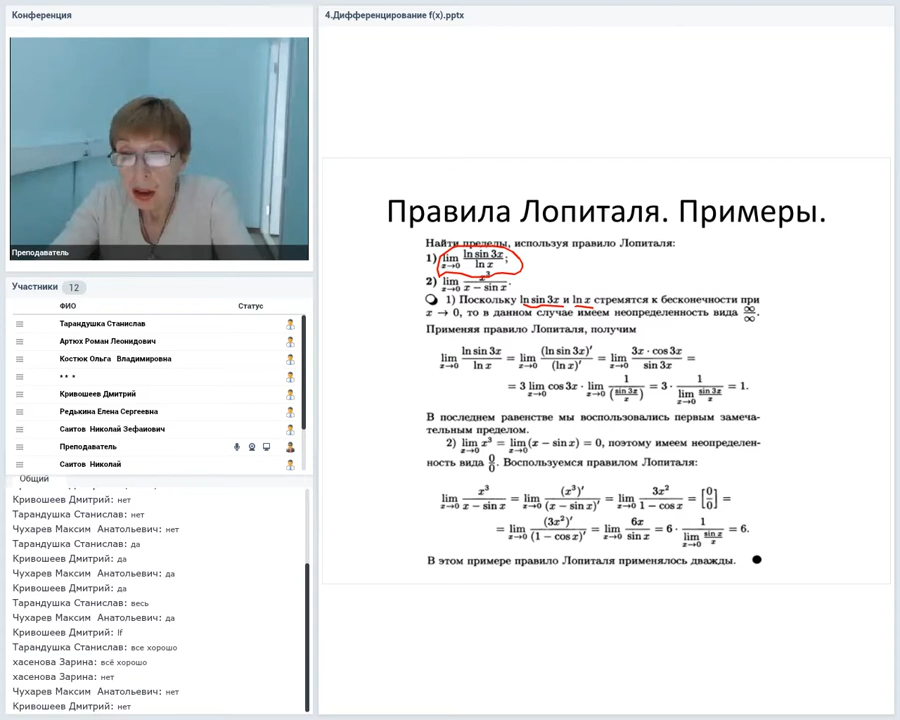 Конференция
4.Дифференцирование f(x).pptx
Преподаватель
Участники 12
ФИО Статус
Тарандушка Станислав
Артюх Роман Леонидович
Костюк Ольга Владимировна
* * *
Кривошеев Дмитрий
Редькина Елена Сергеевна
Саитов Николай Зефаиович
Преподаватель
Саитов Николай
Общий
Кривошеев Дмитрий: нет
Тарандушка Станислав: нет
Чухарев Максим Анатольевич: нет
Тарандушка Станислав: да
Кривошеев Дмитрий: да
Чухарев Максим Анатольевич: да
Кривошеев Дмитрий: да
Тарандушка Станислав: весь
Чухарев Максим Анатольевич: да
Кривошеев Дмитрий: lf
Тарандушка Станислав: все хорошо
хасенова Зарина: всё хорошо
хасенова Зарина: нет
Чухарев Максим Анатольевич: нет
Кривошеев Дмитрий: нет
Правила Лопиталя. Примеры.
Найти пределы, используя правило Лопиталя:
1) lim x→0 ln sin 3x / ln x;
2) lim x→0 x³ / x − sin x.
1) Поскольку ln sin 3x и ln x стремятся к бесконечности при
x → 0, то в данном случае имеем неопределенность вида ∞/∞.
Применяя правило Лопиталя, получим
lim x→0 ln sin 3x / ln x = lim x→0 (ln sin 3x)′ / (ln x)′ = lim x→0 3x · cos 3x / sin 3x =
= 3 lim x→0 cos 3x · lim x→0 1 / (sin 3x / x) = 3 · 1 / lim x→0 sin 3x / x = 1.
В последнем равенстве мы воспользовались первым замеча-
тельным пределом.
2) lim x→0 x³ = lim x→0 (x − sin x) = 0, поэтому имеем неопределен-
ность вида 0/0. Воспользуемся правилом Лопиталя:
lim x→0 x³ / x − sin x = lim x→0 (x³)′ / (x − sin x)′ = lim x→0 3x² / 1 − cos x = [0/0] =
= lim x→0 (3x²)′ / (1 − cos x)′ = lim x→0 6x / sin x = 6 · 1 / lim x→0 sin x / x = 6.
В этом примере правило Лопиталя применялось дважды.